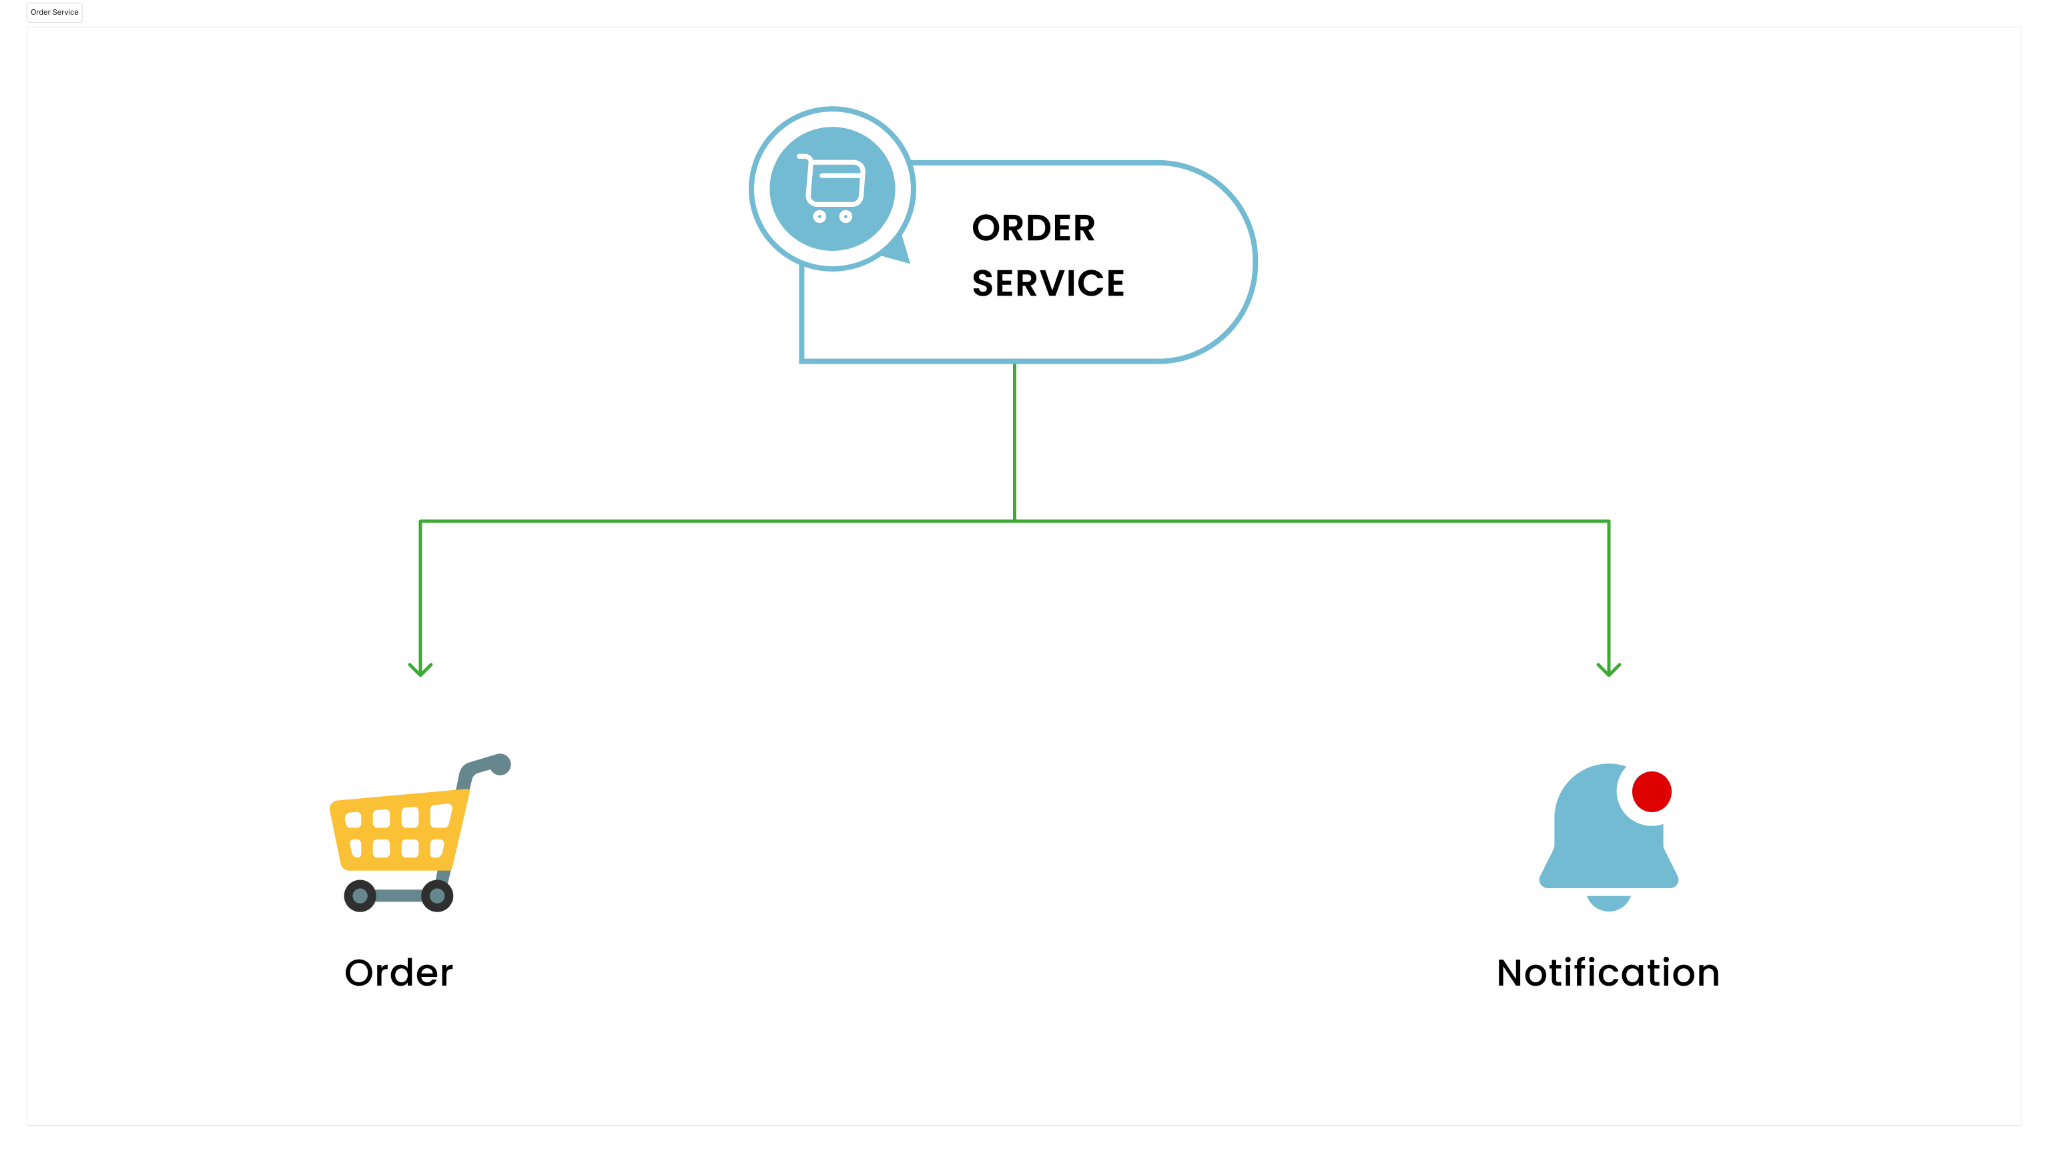 Order Service
ORDER
SERVICE
Order
Notification